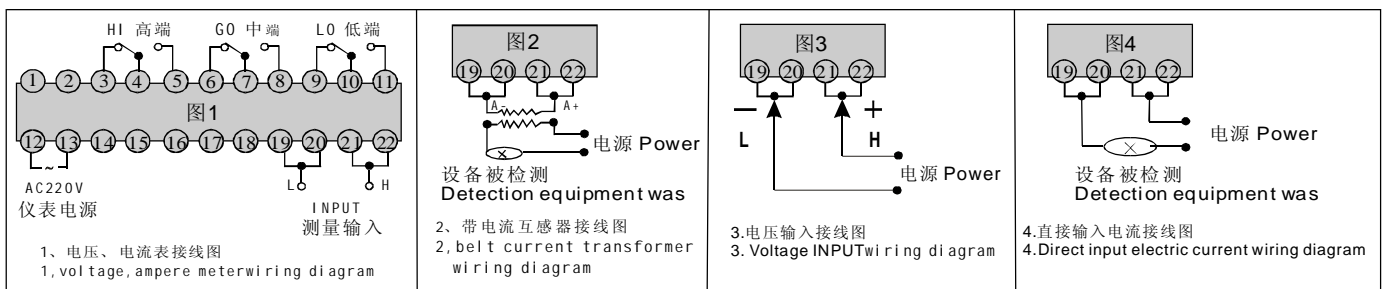 HI 高端 GO 中端 LO 低端
1 2 3 4 5 6 7 8 9 10 11
图1
12 13 14 15 16 17 18 19 20 21 22
~
AC220V
仪表电源
L H
INPUT
测量输入
1、电压、电流表接线图
1,voltage,ampere meterwiring diagram
图2
19 20 21 22
A- A+
电源 Power
设备被检测
Detection equipment was
2、带电流互感器接线图
2,belt current transformer
wiring diagram
图3
19 20 21 22
— +
L H
电源 Power
3.电压输入接线图
3. Voltage INPUTwiring diagram
图4
19 20 21 22
电源 Power
设备被检测
Detection equipment was
4.直接输入电流接线图
4.Direct input electric current wiring diagram